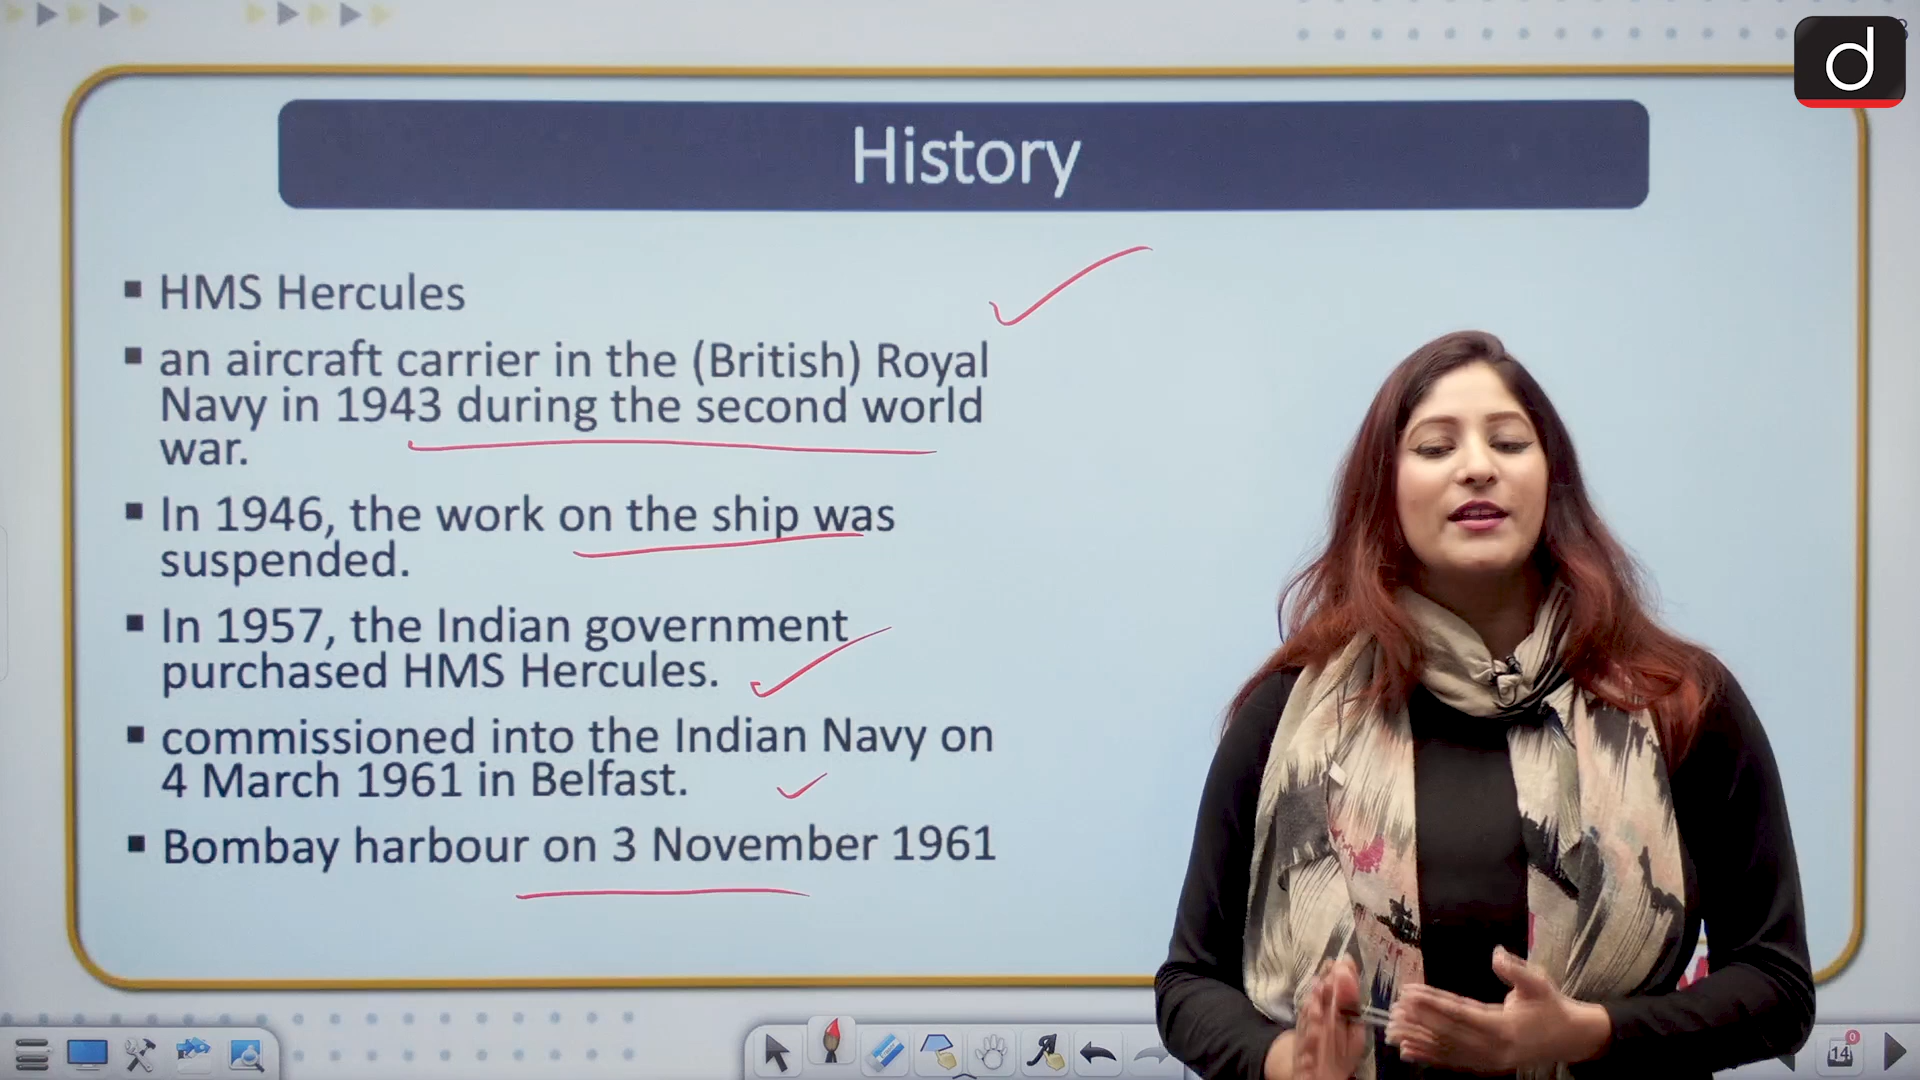 d
History
▪ HMS Hercules
▪ an aircraft carrier in the (British) Royal
Navy in 1943 during the second world
war.
▪ In 1946, the work on the ship was
suspended.
▪ In 1957, the Indian government
purchased HMS Hercules.
▪ commissioned into the Indian Navy on
4 March 1961 in Belfast.
▪ Bombay harbour on 3 November 1961
14
0